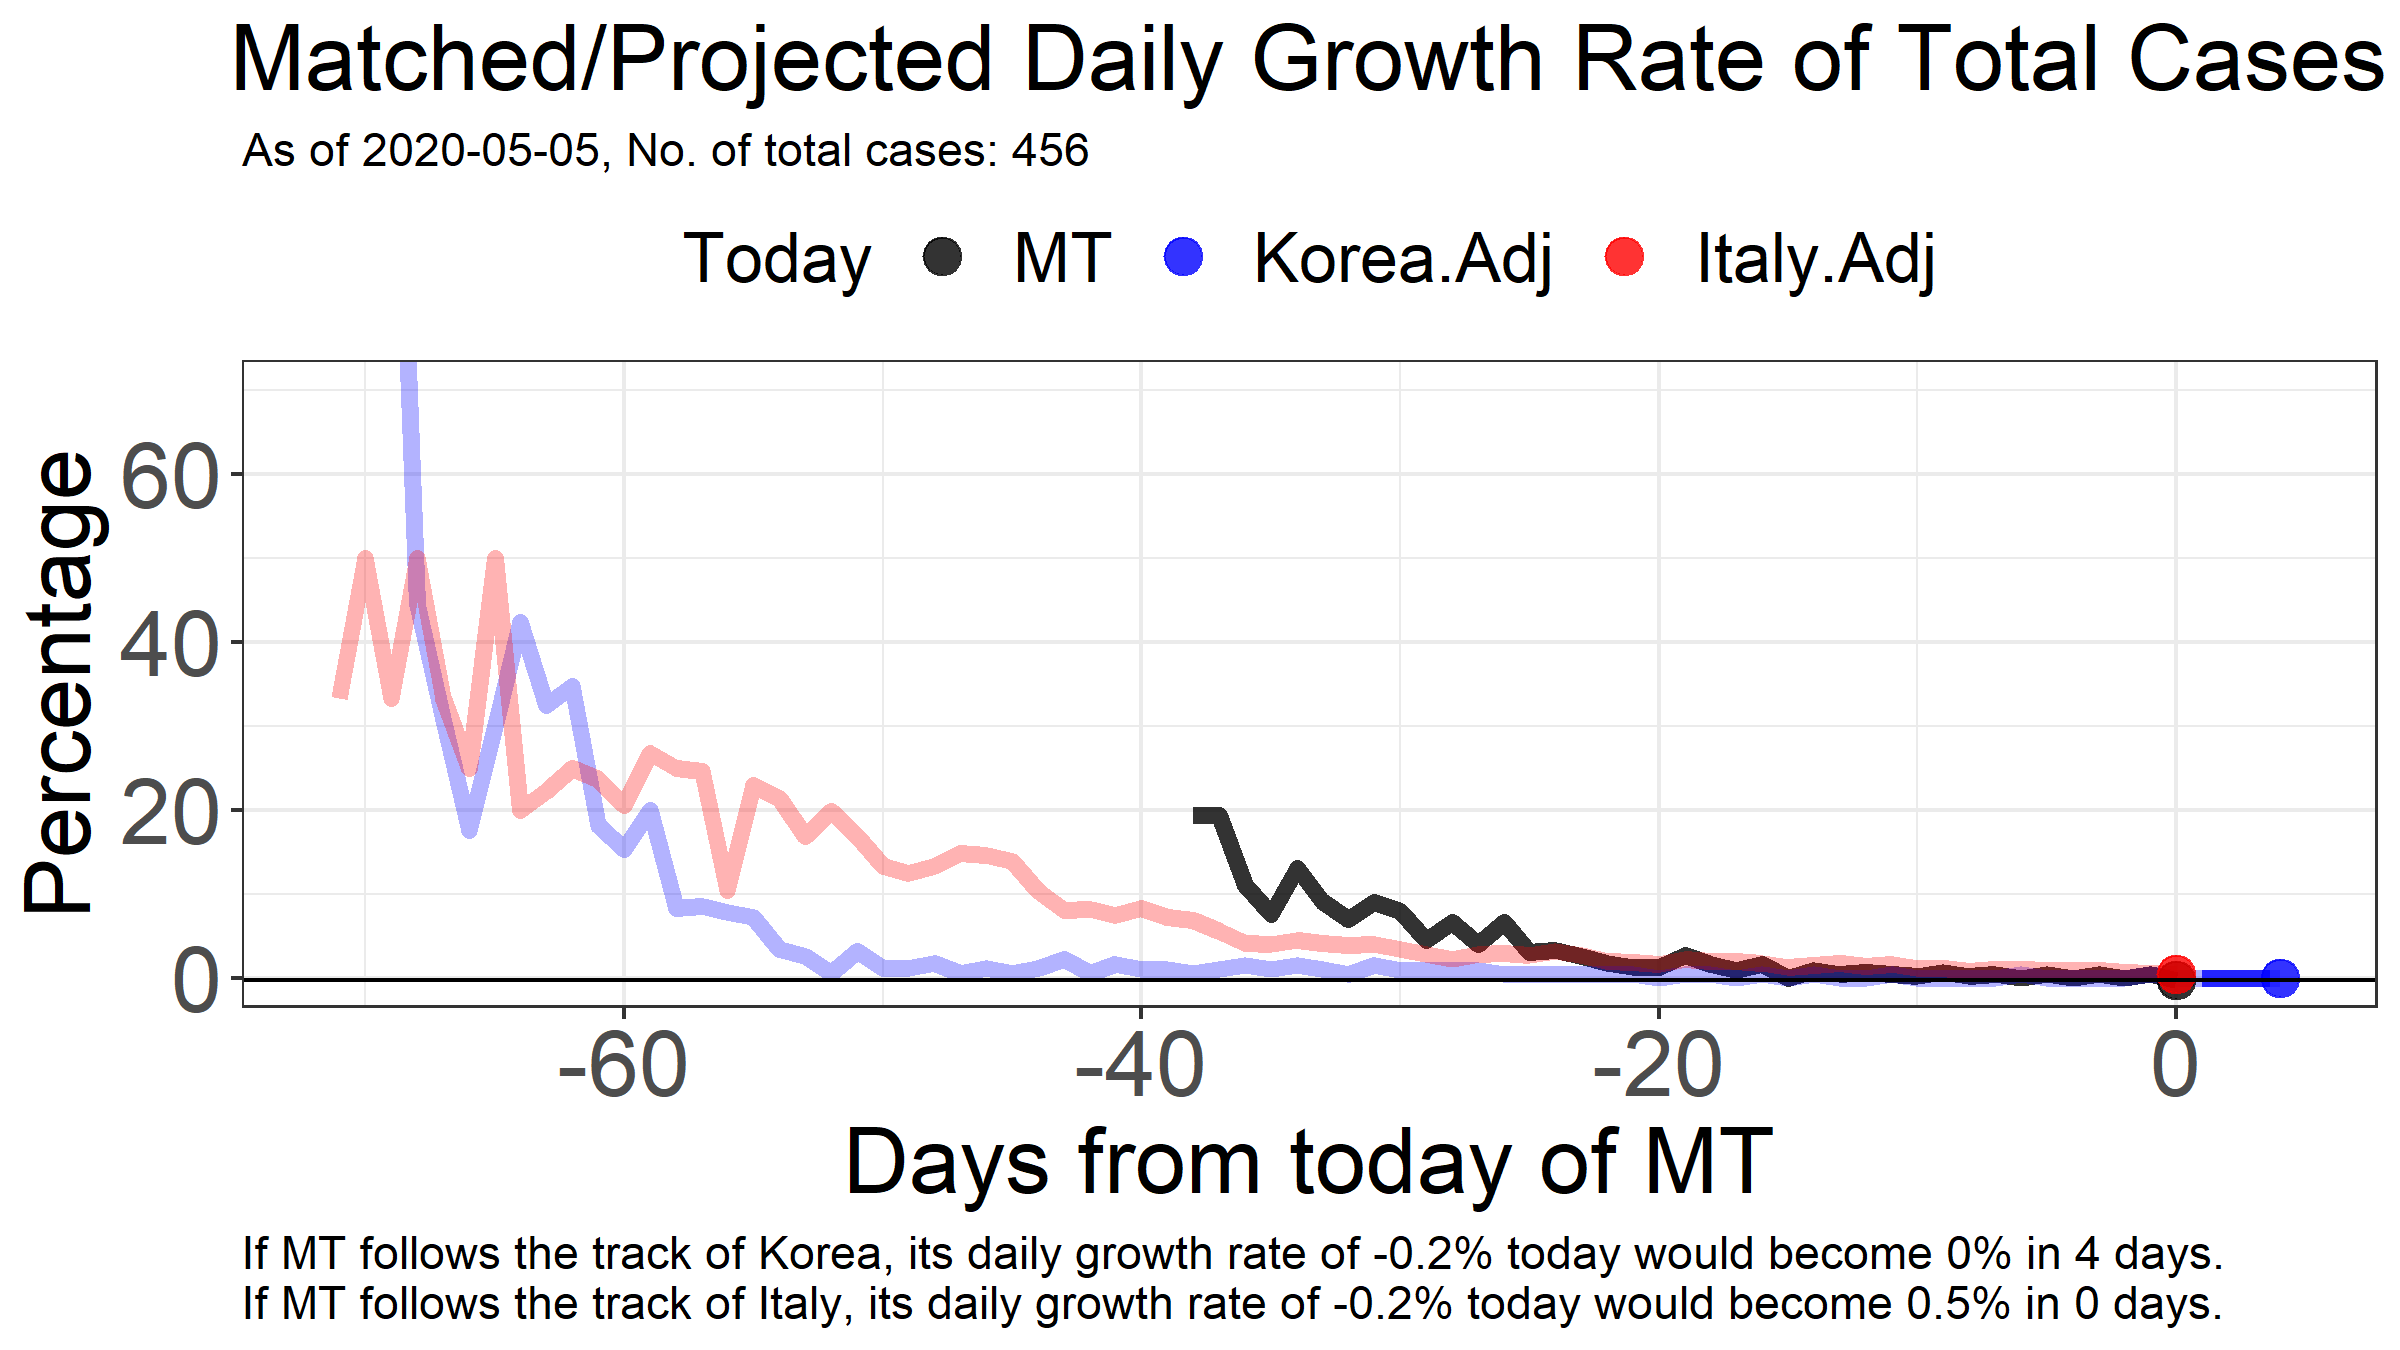 Matched/Projected Daily Growth Rate of Total Cases
As of 2020-05-05, No. of total cases: 456
Today MT Korea.Adj Italy.Adj
Percentage
60
40
20
0
-60 -40 -20 0
Days from today of MT
If MT follows the track of Korea, its daily growth rate of -0.2% today would become 0% in 4 days.
If MT follows the track of Italy, its daily growth rate of -0.2% today would become 0.5% in 0 days.